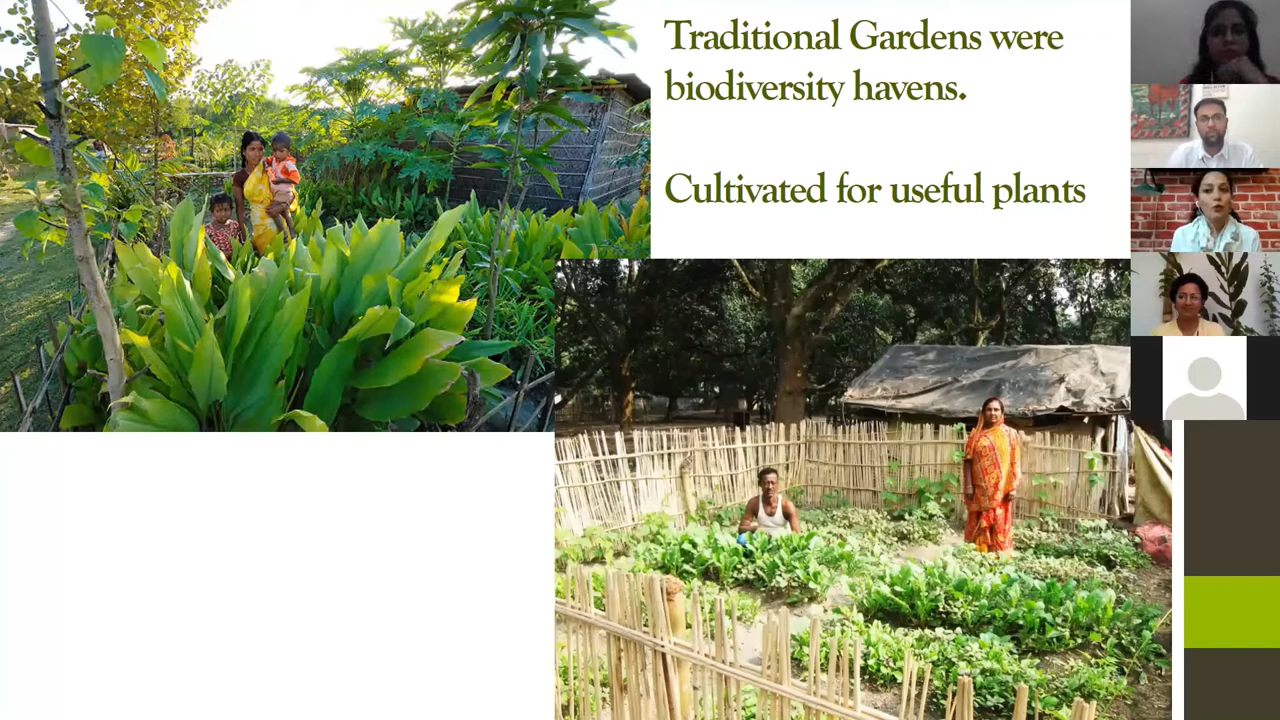 Traditional Gardens were
biodiversity havens.
Cultivated for useful plants